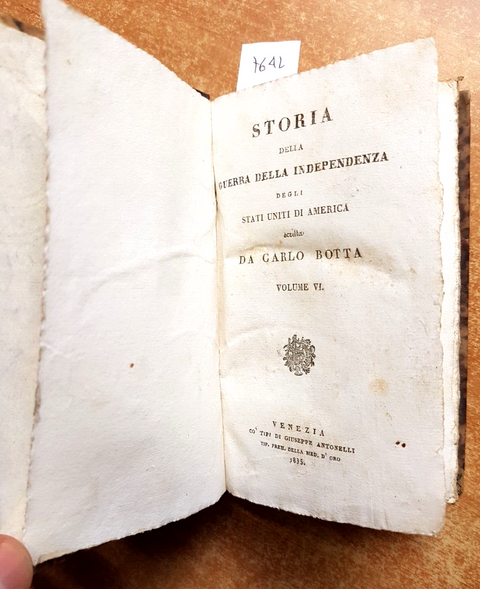 7642
STORIA
DELLA
GUERRA DELLA INDEPENDENZA
DEGLI
STATI UNITI DI AMERICA
scritta
DA CARLO BOTTA
VOLUME VI.
VENEZIA
CO' TIPI DI GIUSEPPE ANTONELLI
TIP. PREM. DELLA MED. D' ORO